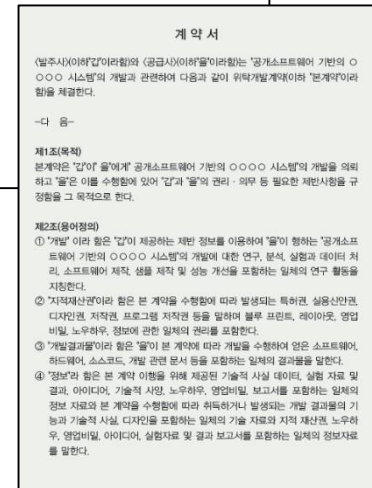 계 약 서
〈발주사〉(이하"갑"이라함)와 〈공급사〉(이하"을"이라함)는 "공개소프트웨어 기반의 ○
○○○ 시스템"의 개발과 관련하여 다음과 같이 위탁개발계약(이하 "본계약"이라
함)을 체결한다.
-다 음-
제1조(목적)
본계약은 "갑"이" 을"에게" 공개소프트웨어 기반의 ○○○○ 시스템"의 개발을 의뢰
하고 "을"은 이를 수행함에 있어 "갑"과 "을"의 권리 · 의무 등 필요한 제반사항을 규
정함을 그 목적으로 한다.
제2조(용어정의)
① "개발" 이라 함은 "갑"이 제공하는 제반 정보를 이용하여 "을"이 행하는 "공개소프
트웨어 기반의 ○○○○ 시스템"의 개발에 대한 연구, 분석, 실험과 데이터 처
리, 소프트웨어 제작, 샘플 제작 및 성능 개선을 포함하는 일체의 연구 활동을
지칭한다.
② "지적재산권"이라 함은 본 계약을 수행함에 따라 발생되는 특허권, 실용신안권,
디자인권, 저작권, 프로그램 저작권 등을 말하며 블루 프린트, 레이아웃, 영업
비밀, 노우하우, 정보에 관한 일체의 권리를 포함한다.
③ "개발결과물"이라 함은 "을"이 본 계약에 따라 개발을 수행하여 얻은 소프트웨어,
하드웨어, 소스코드, 개발 관련 문서 등을 포함하는 일체의 결과물을 말한다.
④ "정보"라 함은 본 계약 이행을 위해 제공된 기술적 사실 데이터, 실험 자료 및
결과, 아이디어, 기술적 사양, 노우하우, 영업비밀, 보고서를 포함하는 일체의
정보 자료와 본 계약을 수행함에 따라 취득하거나 발생되는 개발 결과물의 기
능과 기술적 사실, 디자인을 포함하는 일체의 기술 자료와 지적 재산권, 노우하
우, 영업비밀, 아이디어, 실험자료 및 결과 보고서를 포함하는 일체의 정보자료
를 말한다.